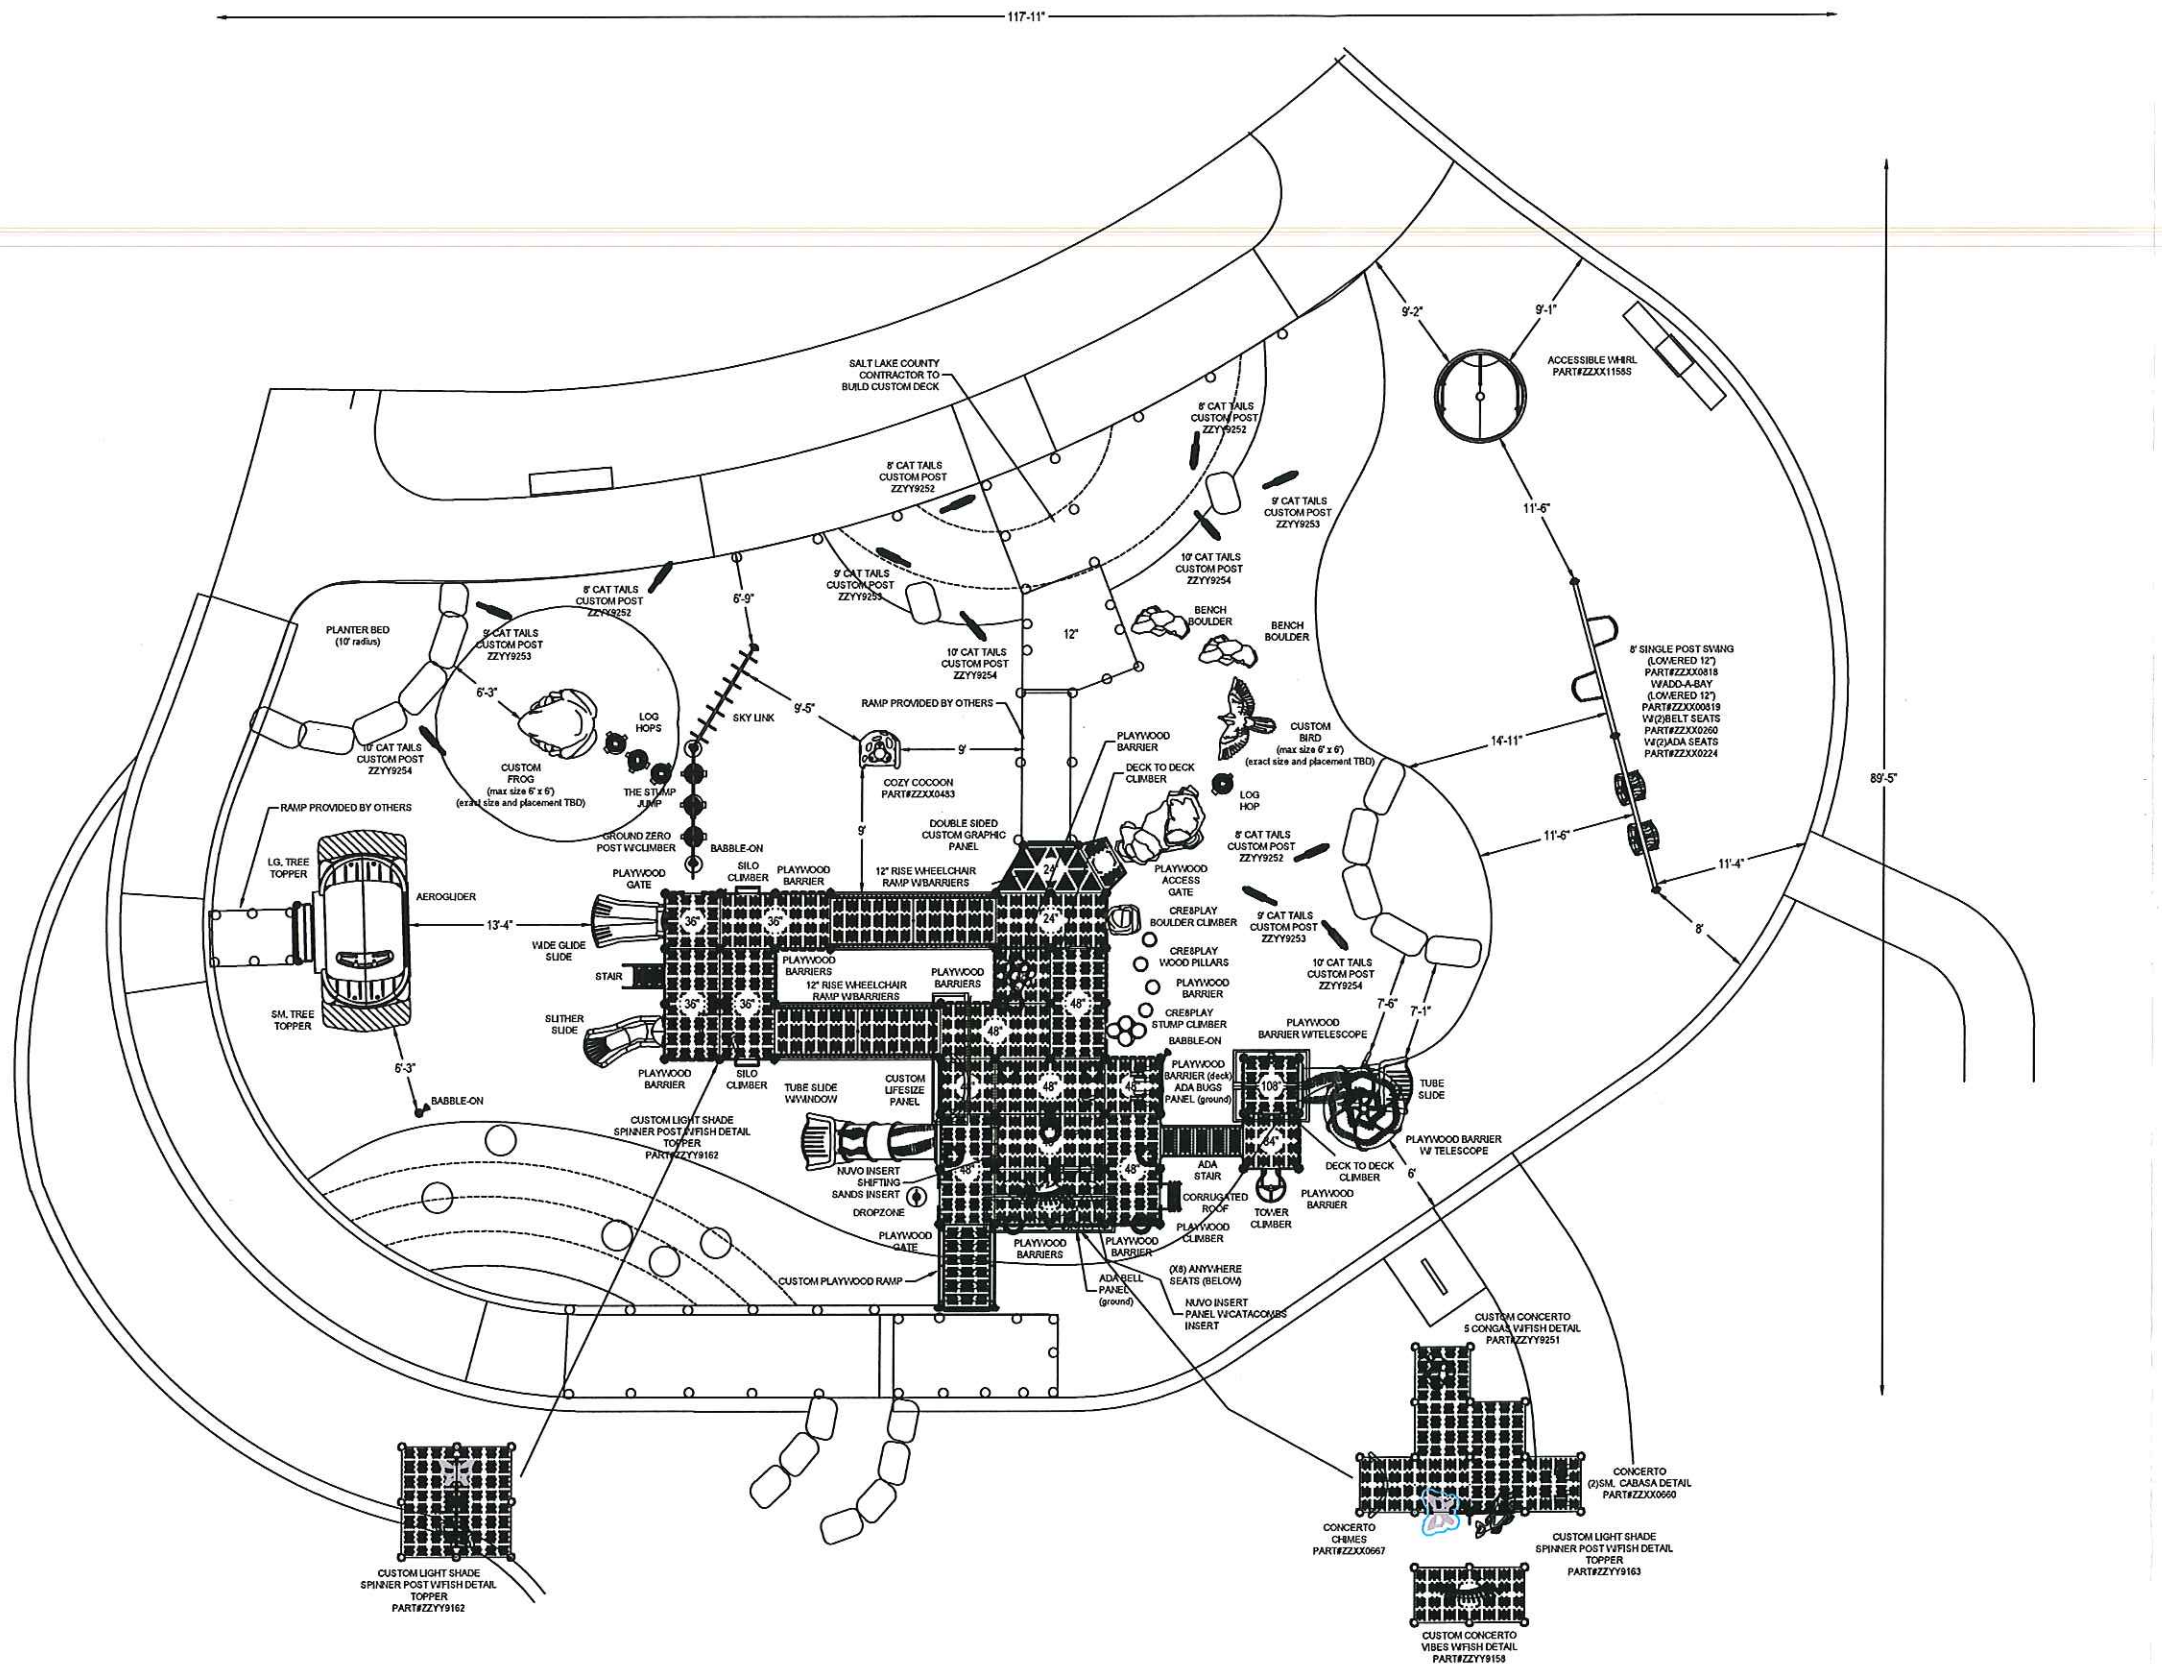 117'-11"
9'-2"
9'-1"
ACCESSIBLE WHIRL
PART#ZZXX1158S
SALT LAKE COUNTY
CONTRACTOR TO
BUILD CUSTOM DECK
8' CAT TAILS
CUSTOM POST
ZZYY9252
8' CAT TAILS
CUSTOM POST
ZZYY9252
9' CAT TAILS
CUSTOM POST
ZZYY9253
11'-6"
10' CAT TAILS
CUSTOM POST
ZZYY9254
9' CAT TAILS
CUSTOM POST
ZZYY9253
8' CAT TAILS
CUSTOM POST
ZZYY9252
6'-9"
BENCH
BOULDER
BENCH
BOULDER
12"
PLANTER BED
(10' radius)
9' CAT TAILS
CUSTOM POST
ZZYY9253
10' CAT TAILS
CUSTOM POST
ZZYY9254
8' SINGLE POST SWING
(LOWERED 12")
PART#ZZXX0818
W/ADD-A-BAY
(LOWERED 12")
PART#ZZXX00819
W/(2)BELT SEATS
PART#ZZXX0260
W/(2)ADA SEATS
PART#ZZXX0224
6'-3"
LOG
HOPS
SKY LINK
9'-5"
RAMP PROVIDED BY OTHERS
CUSTOM
BIRD
(max size 6' x 6')
(exact size and placement TBD)
PLAYWOOD
BARRIER
14'-11"
9'
10' CAT TAILS
CUSTOM POST
ZZYY9254
CUSTOM
FROG
(max size 6' x 6')
(exact size and placement TBD)
DECK TO DECK
CLIMBER
COZY COCOON
PART#ZZXX0483
89'-5"
THE STUMP
JUMP
LOG
HOP
RAMP PROVIDED BY OTHERS
GROUND ZERO
POST W/CLIMBER
9'
DOUBLE SIDED
CUSTOM GRAPHIC
PANEL
8' CAT TAILS
CUSTOM POST
ZZYY9252
11'-6"
BABBLE-ON
LG. TREE
TOPPER
SILO
CLIMBER
PLAYWOOD
BARRIER
12" RISE WHEELCHAIR
RAMP W/BARRIERS
24"
PLAYWOOD
ACCESS
GATE
11'-4"
PLAYWOOD
GATE
AEROGLIDER
13'-4"
36"
36"
24"
CRE8PLAY
BOULDER CLIMBER
9' CAT TAILS
CUSTOM POST
ZZYY9253
8'
WIDE GLIDE
SLIDE
PLAYWOOD
BARRIERS
PLAYWOOD
BARRIERS
CRE8PLAY
WOOD PILLARS
10' CAT TAILS
CUSTOM POST
ZZYY9254
STAIR
12" RISE WHEELCHAIR
RAMP W/BARRIERS
PLAYWOOD
BARRIER
36"
36"
48"
7'-6"
7'-1"
SM. TREE
TOPPER
SLITHER
SLIDE
48"
CRE8PLAY
STUMP CLIMBER
PLAYWOOD
BARRIER W/TELESCOPE
BABBLE-ON
6'-3"
PLAYWOOD
BARRIER
SILO
CLIMBER
TUBE SLIDE
W/WINDOW
CUSTOM
LIFESIZE
PANEL
48"
48"
PLAYWOOD
BARRIER (deck)
ADA BUGS
PANEL (ground)
108"
TUBE
SLIDE
BABBLE-ON
CUSTOM LIGHT SHADE
SPINNER POST W/FISH DETAIL
TOPPER
PART#ZZYY9162
84"
PLAYWOOD BARRIER
W/ TELESCOPE
48"
48"
ADA
STAIR
DECK TO DECK
CLIMBER
6'
NUVO INSERT
SHIFTING
SANDS INSERT
DROPZONE
CORRUGATED
ROOF
TOWER
CLIMBER
PLAYWOOD
BARRIER
PLAYWOOD
GATE
PLAYWOOD
BARRIERS
PLAYWOOD
BARRIER
PLAYWOOD
CLIMBER
CUSTOM PLAYWOOD RAMP
ADA BELL
PANEL
(ground)
(X8) ANYWHERE
SEATS (BELOW)
NUVO INSERT
PANEL W/CATACOMBS
INSERT
CUSTOM CONCERTO
5 CONGAS W/FISH DETAIL
PART#ZZYY9251
CONCERTO
(2)SM. CABASA DETAIL
PART#ZZXX0660
CONCERTO
CHIMES
PART#ZZXX0667
CUSTOM LIGHT SHADE
SPINNER POST W/FISH DETAIL
TOPPER
PART#ZZYY9163
CUSTOM LIGHT SHADE
SPINNER POST W/FISH DETAIL
TOPPER
PART#ZZYY9162
CUSTOM CONCERTO
VIBES W/FISH DETAIL
PART#ZZYY9158